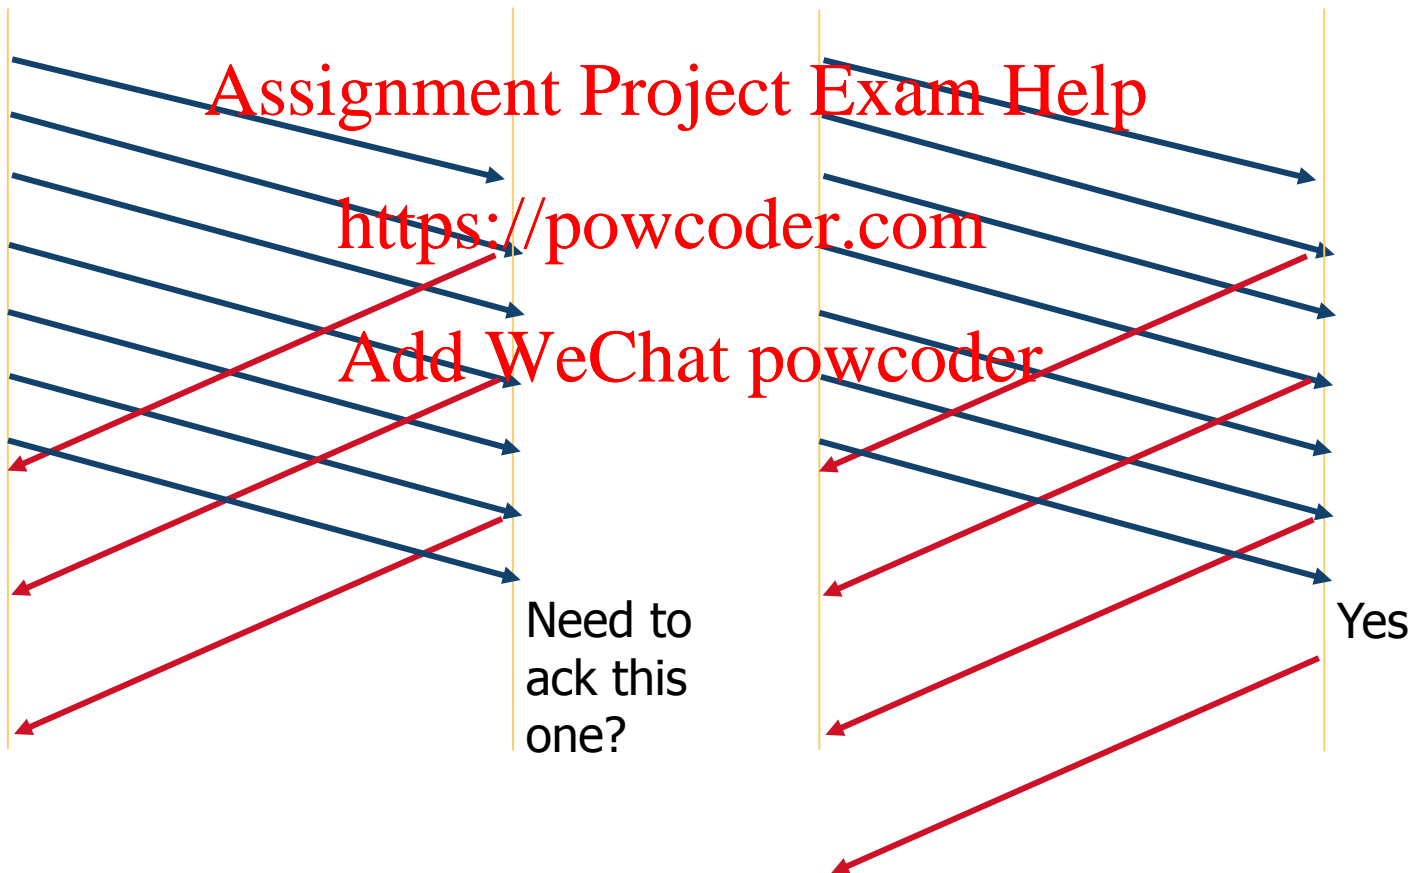 Assignment Project Exam Help
https://powcoder.com
Add WeChat powcoder
Need to
ack this
one?
Yes